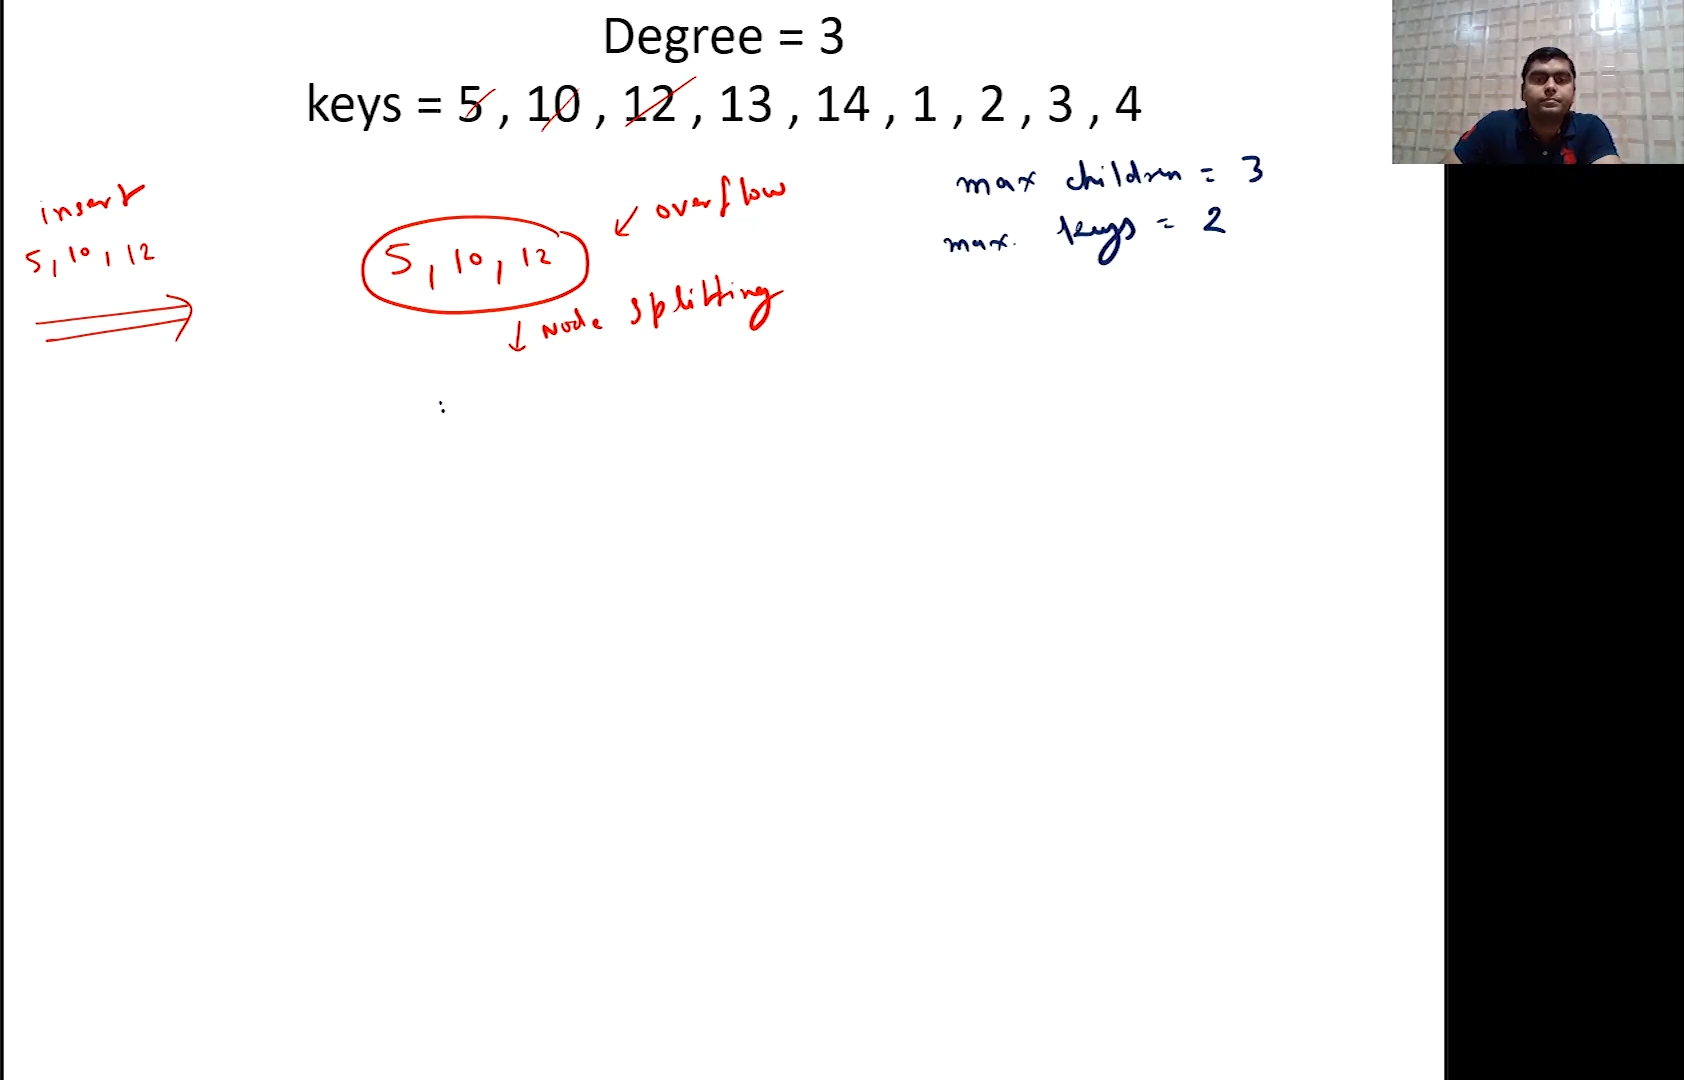 Degree = 3
keys = 5 , 10 , 12 , 13 , 14 , 1 , 2 , 3 , 4
max children = 3
max. keys = 2
insert
5, 10, 12
5, 10, 12
overflow
Node splitting